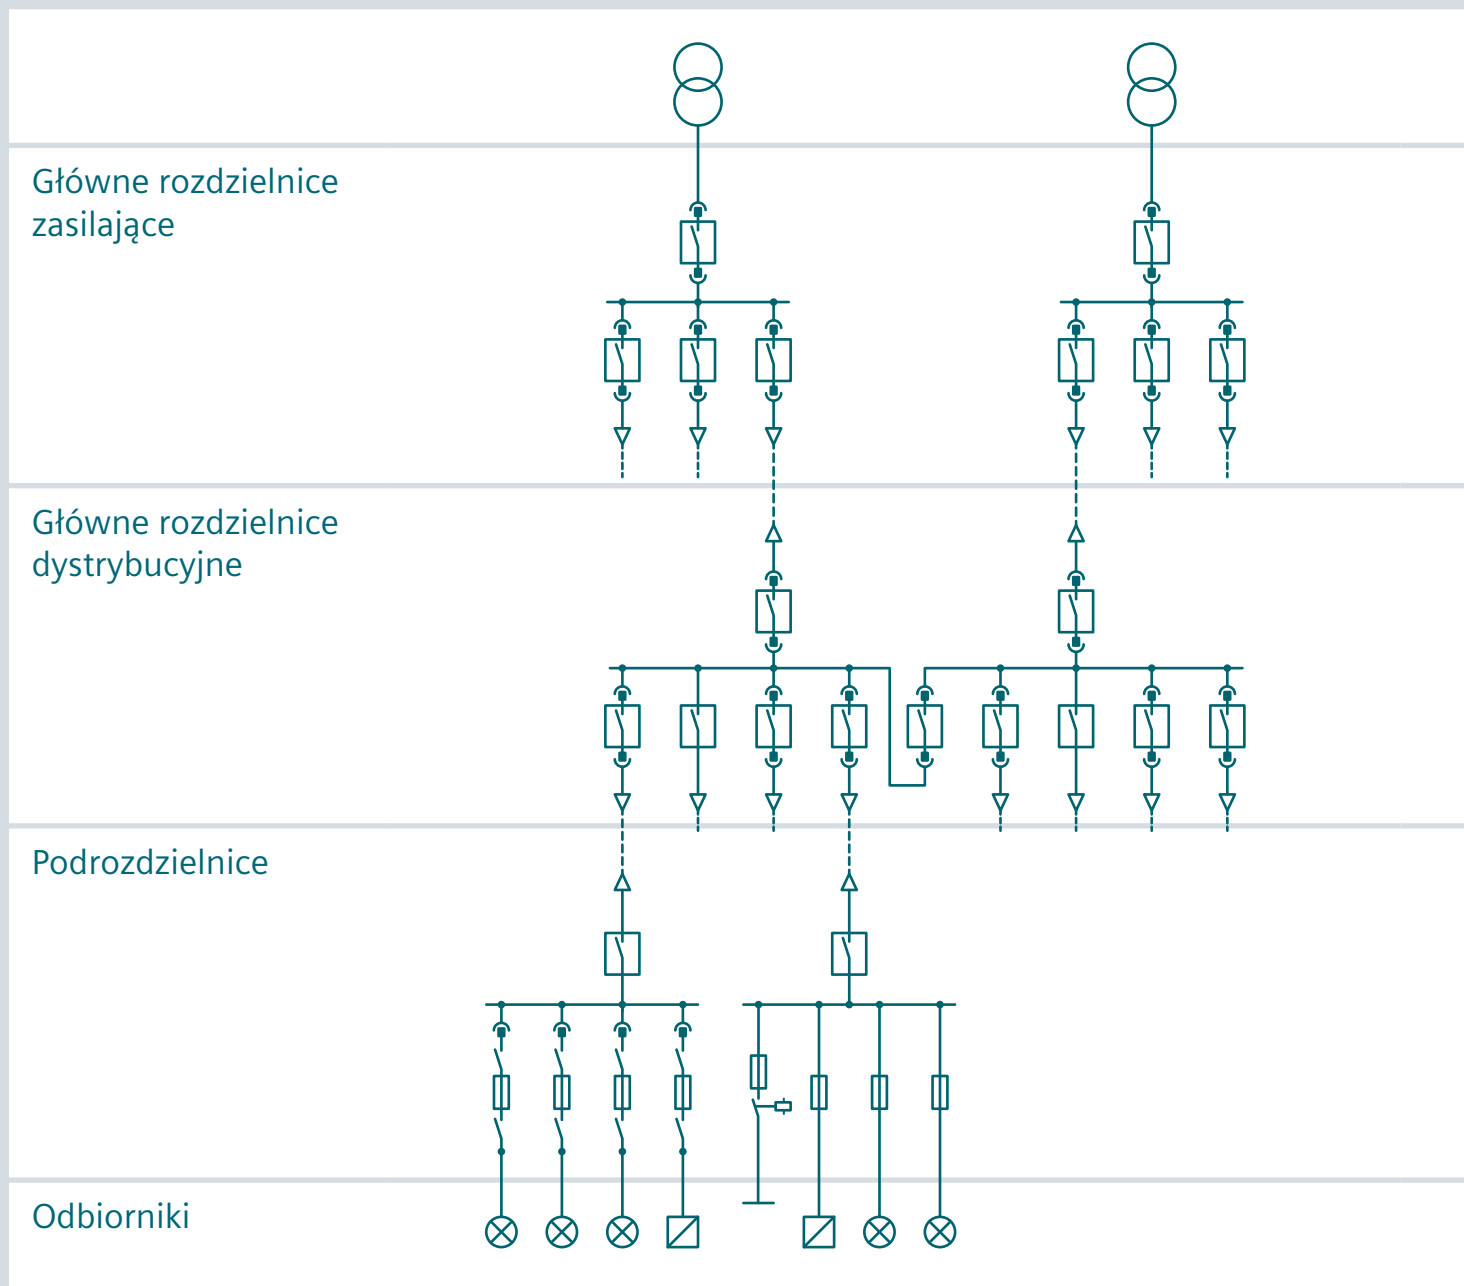 Główne rozdzielnice
zasilające
Główne rozdzielnice
dystrybucyjne
Podrozdzielnice
Odbiorniki